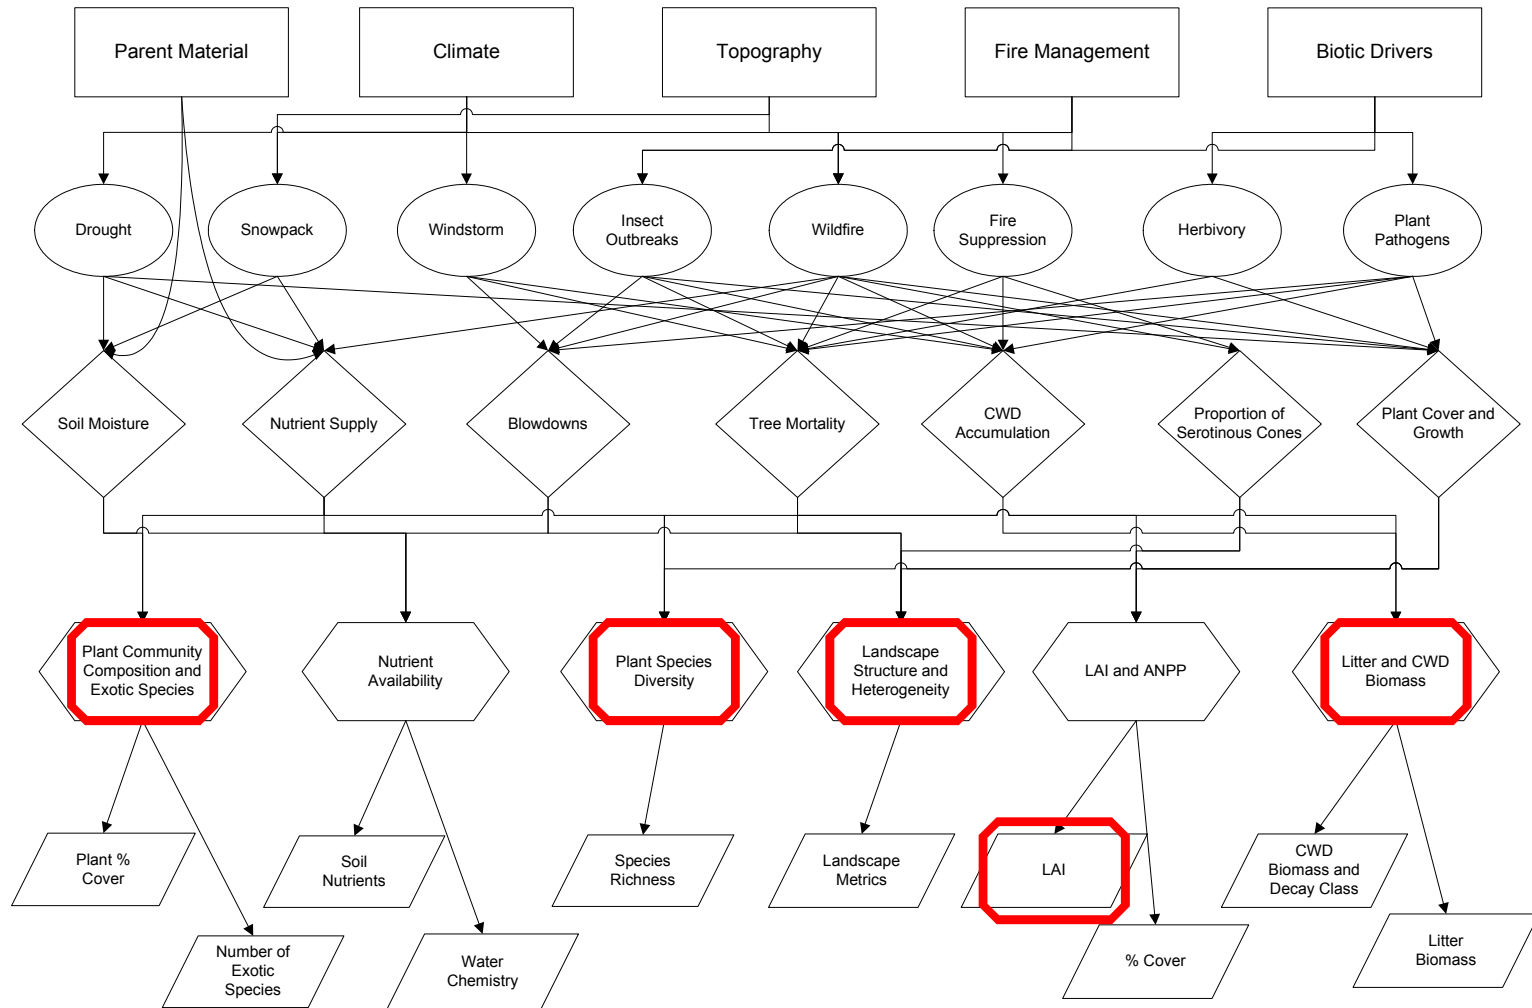 Parent Material
Climate
Topography
Fire Management
Biotic Drivers
Drought
Snowpack
Windstorm
Insect
Outbreaks
Wildfire
Fire
Suppression
Herbivory
Plant
Pathogens
Soil Moisture
Nutrient Supply
Blowdowns
Tree Mortality
CWD
Accumulation
Proportion of
Serotinous Cones
Plant Cover and
Growth
Plant Community
Composition and
Exotic Species
Nutrient
Availability
Plant Species
Diversity
Landscape
Structure and
Heterogeneity
LAI and ANPP
Litter and CWD
Biomass
Plant %
Cover
Soil
Nutrients
Species
Richness
Landscape
Metrics
LAI
CWD
Biomass and
Decay Class
Number of
Exotic
Species
Water
Chemistry
% Cover
Litter
Biomass